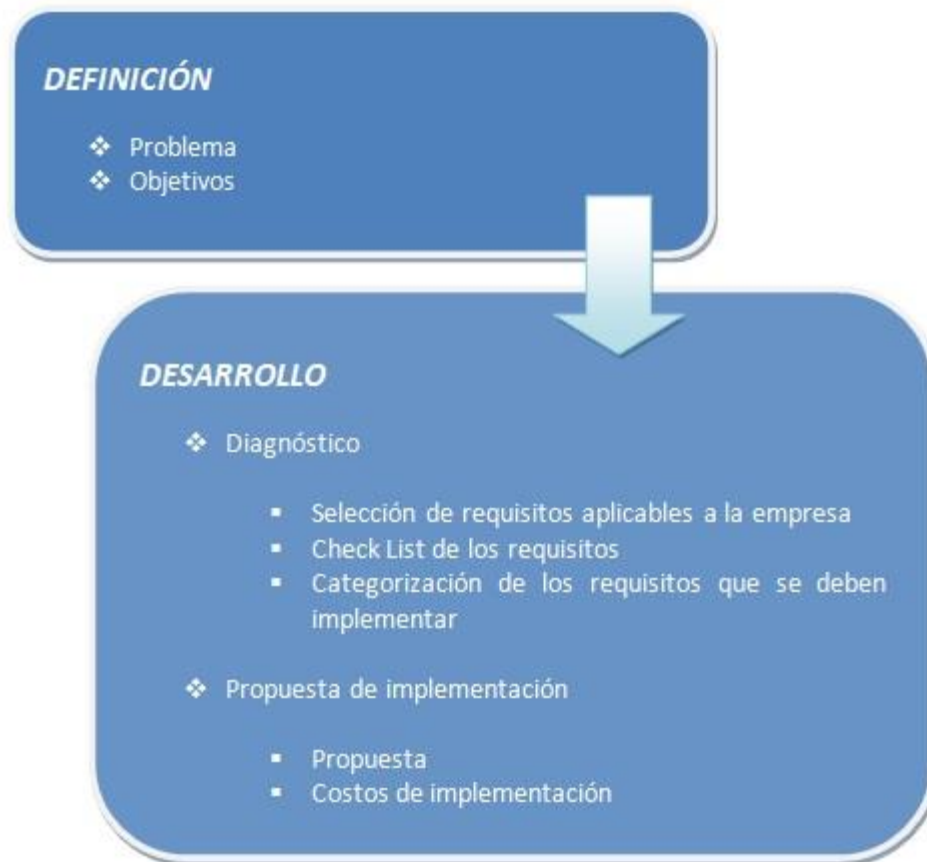 DEFINICIÓN
❖ Problema
❖ Objetivos
DESARROLLO
❖ Diagnóstico
▪ Selección de requisitos aplicables a la empresa
▪ Check List de los requisitos
▪ Categorización de los requisitos que se deben
implementar
❖ Propuesta de implementación
▪ Propuesta
▪ Costos de implementación